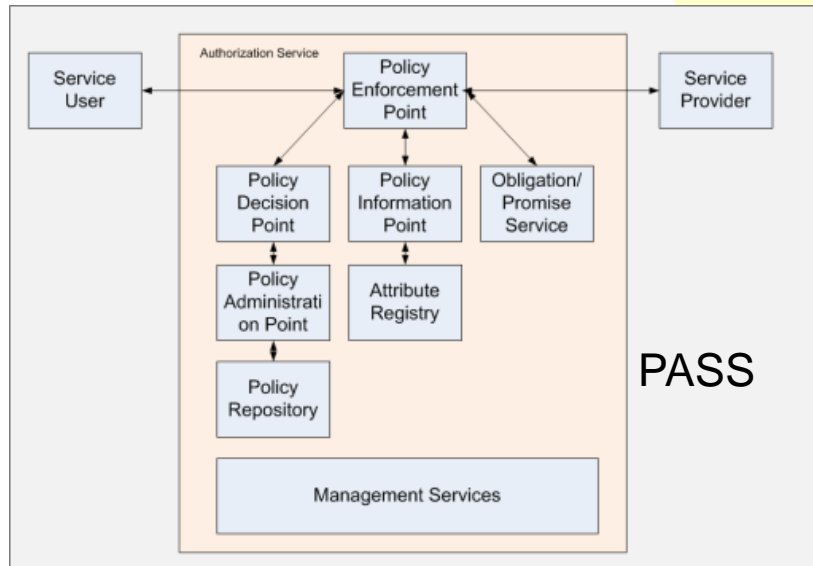 Authorization Service
Service
User
Policy
Enforcement
Point
Service
Provider
Policy
Decision
Point
Policy
Information
Point
Obligation/
Promise
Service
Policy
Administrati
on Point
Attribute
Registry
Policy
Repository
PASS
Management Services